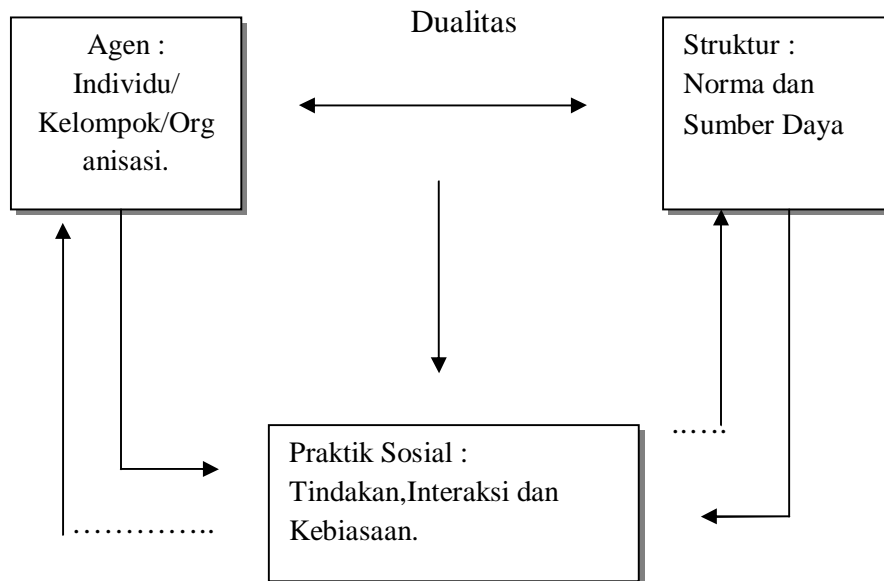 Dualitas
Agen :
Individu/
Kelompok/Org
anisasi.
Struktur :
Norma dan
Sumber Daya
Praktik Sosial :
Tindakan,Interaksi dan
Kebiasaan.